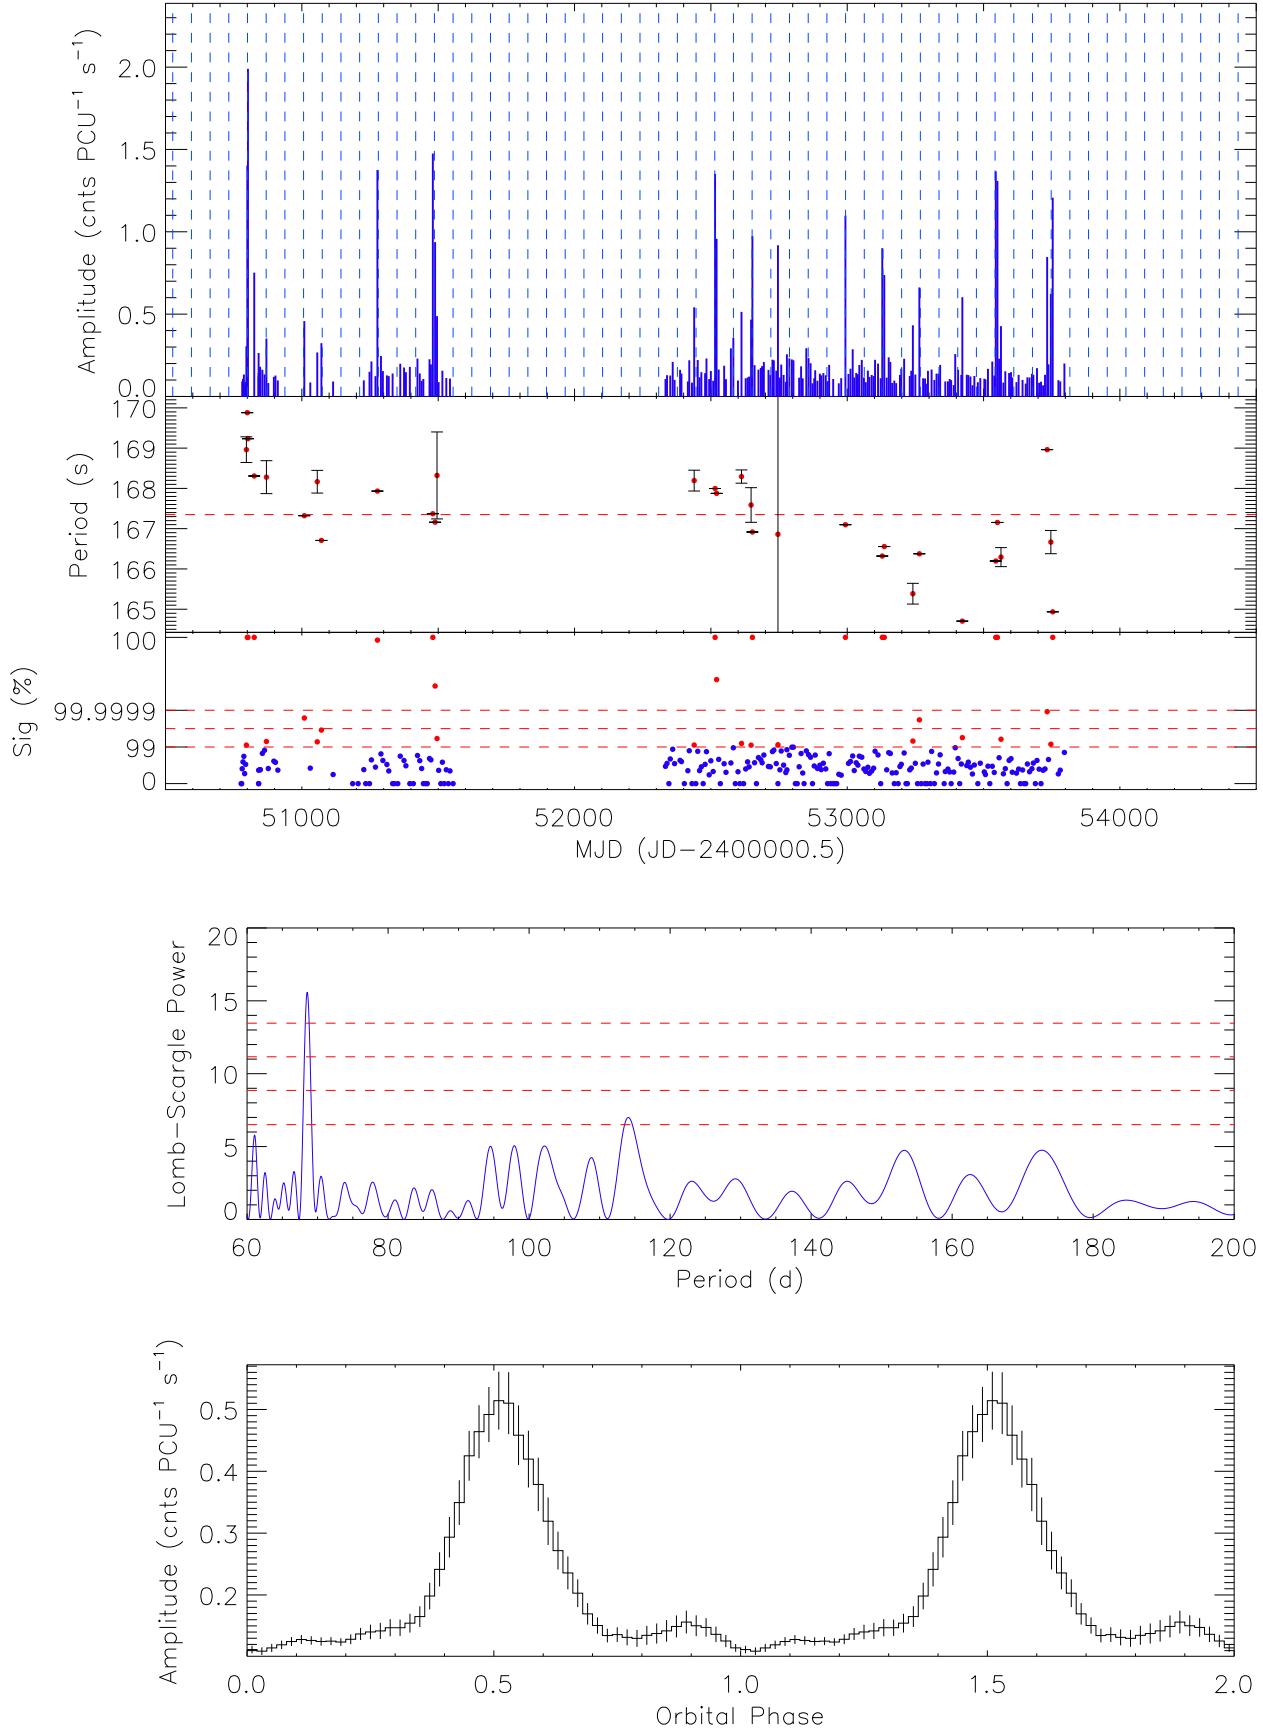 Amplitude (cnts PCU⁻¹ s⁻¹)
2.0
1.5
1.0
0.5
0.0
Period (s)
170
169
168
167
166
165
Sig (%)
100
99.9999
99
0
51000 52000 53000 54000
MJD (JD-2400000.5)
Lomb-Scargle Power
20
15
10
5
0
60 80 100 120 140 160 180 200
Period (d)
Amplitude (cnts PCU⁻¹ s⁻¹)
0.5
0.4
0.3
0.2
0.0 0.5 1.0 1.5 2.0
Orbital Phase